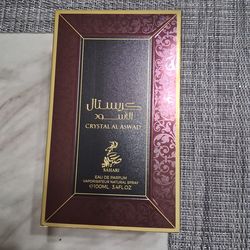 كريستال
الاسود
CRYSTAL AL ASWAD
SAHARI
EAU DE PARFUM
VAPORISATEUR NATURAL SPRAY
℮100ML 3.4FL.OZ